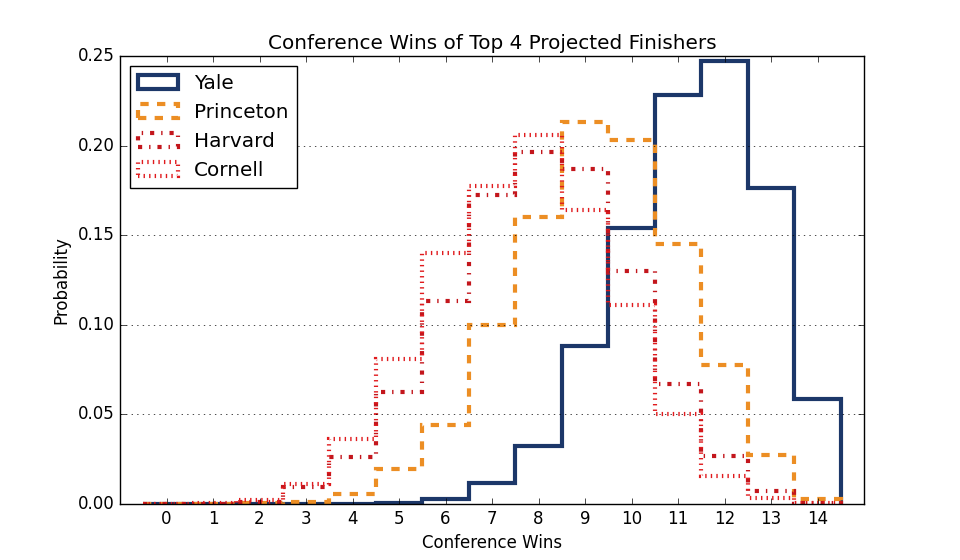 Conference Wins of Top 4 Projected Finishers
0.25
0.20
0.15
0.10
0.05
0.00
Probability
Yale
Princeton
Harvard
Cornell
0 1 2 3 4 5 6 7 8 9 10 11 12 13 14
Conference Wins